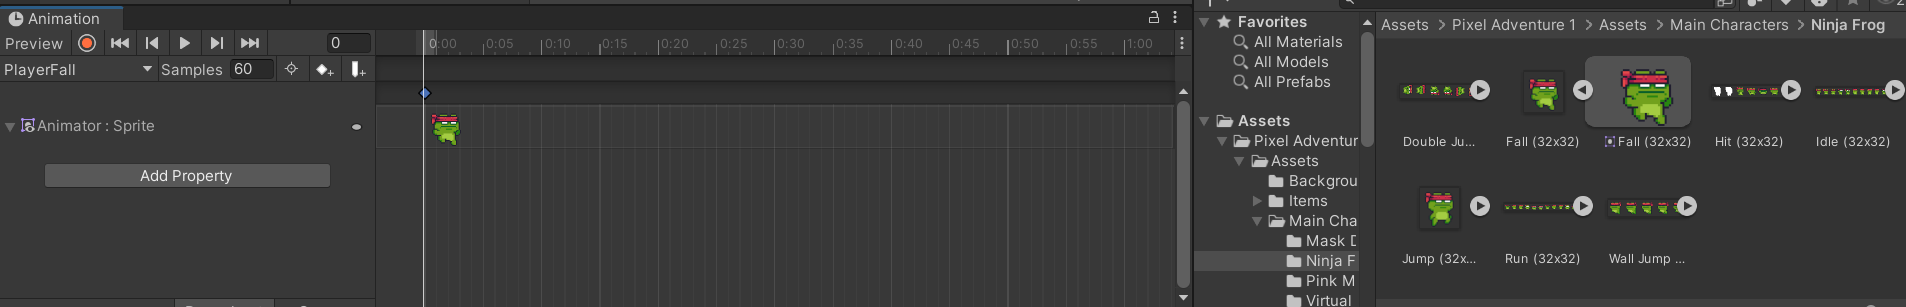 Animation
Preview
0
0:00 0:05 0:10 0:15 0:20 0:25 0:30 0:35 0:40 0:45 0:50 0:55 1:00
PlayerFall
Samples 60
Animator : Sprite
Add Property
Favorites
All Materials
All Models
All Prefabs
Assets
Pixel Adventur
Assets
Backgrou
Items
Main Cha
Mask D
Ninja F
Pink M
Virtual
Assets > Pixel Adventure 1 > Assets > Main Characters > Ninja Frog
Double Ju... Fall (32x32) Fall (32x32) Hit (32x32) Idle (32x32)
Jump (32x... Run (32x32) Wall Jump ...